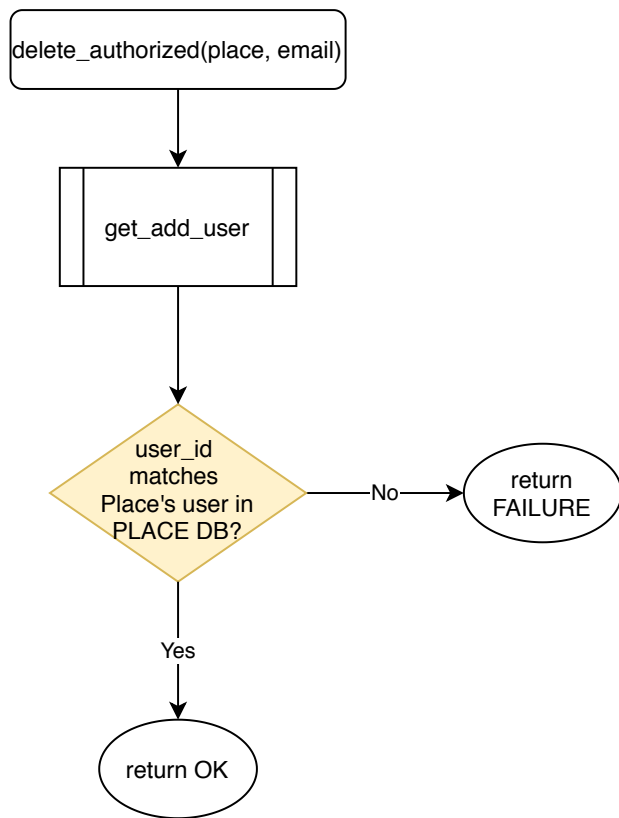 delete_authorized(place, email)
get_add_user
user_id
matches
Place's user in
PLACE DB?
No
return
FAILURE
Yes
return OK